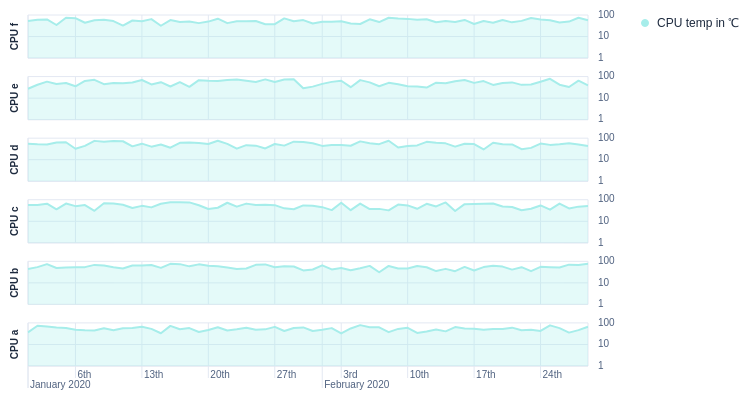 CPU temp in ℃
CPU f
100
10
1
CPU e
100
10
1
CPU d
100
10
1
CPU c
100
10
1
CPU b
100
10
1
CPU a
100
10
1
6th 13th 20th 27th 3rd 10th 17th 24th
January 2020 February 2020